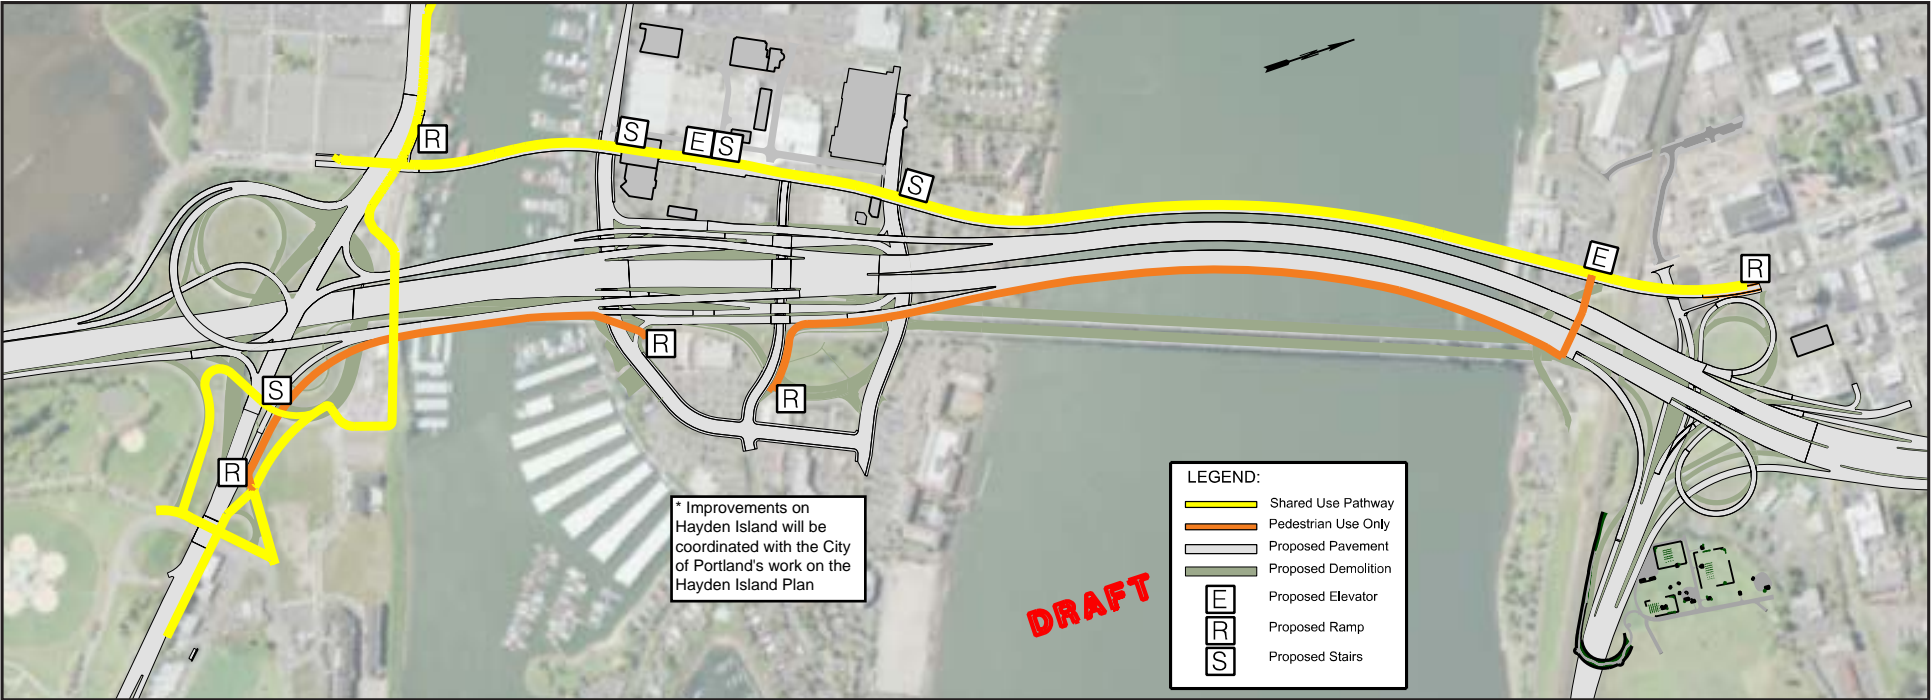 R
S
E S
S
E
R
R
S
R
R
* Improvements on
Hayden Island will be
coordinated with the City
of Portland's work on the
Hayden Island Plan
DRAFT
LEGEND:
Shared Use Pathway
Pedestrian Use Only
Proposed Pavement
Proposed Demolition
E Proposed Elevator
R Proposed Ramp
S Proposed Stairs